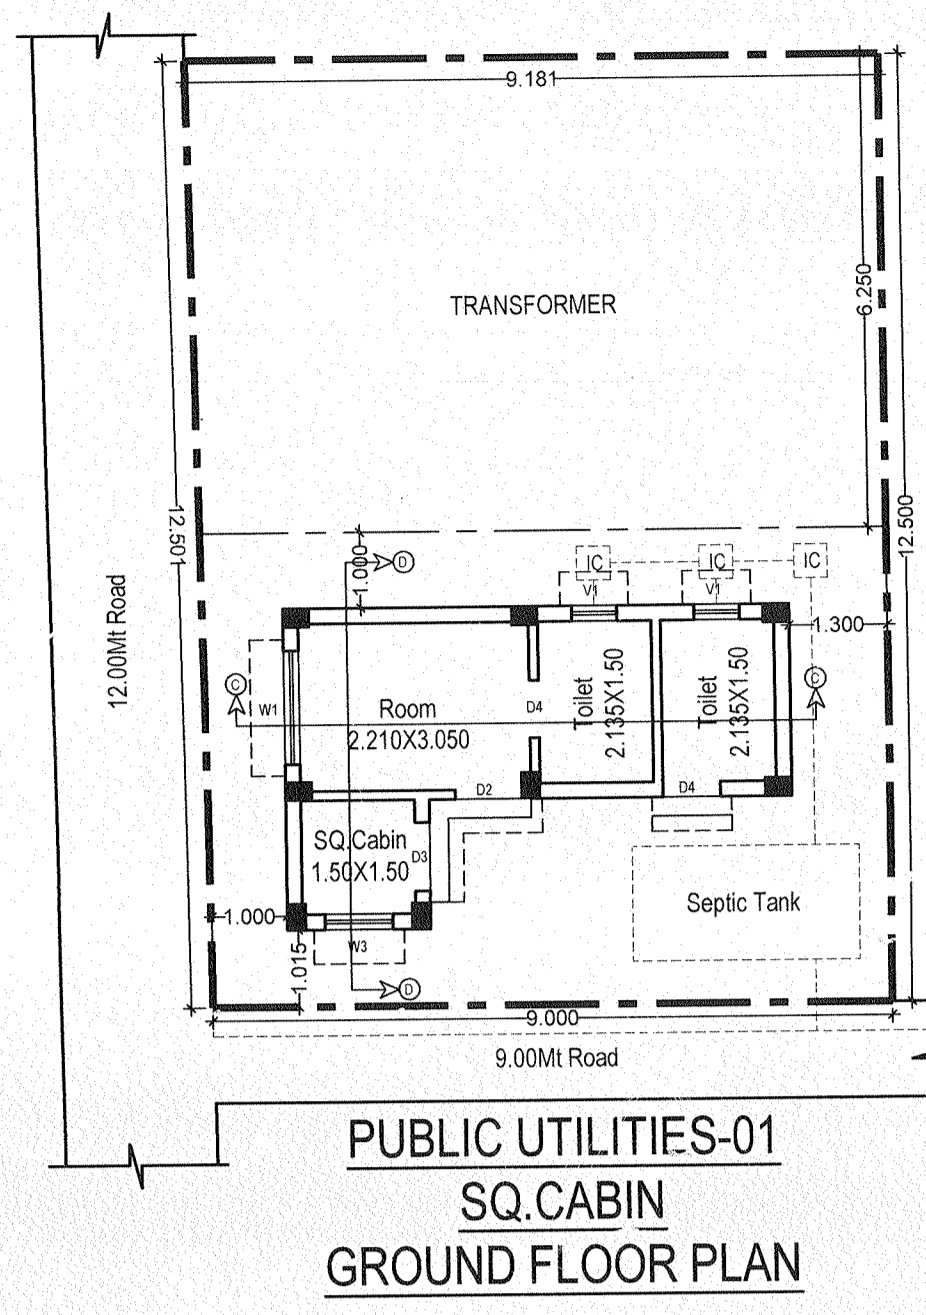 9.181
TRANSFORMER
6.250
12.501
12.500
1.000
D
IC
IC
IC
V1
V1
1.300
12.00Mt Road
C
W1
Room
2.210X3.050
D4
Toilet
2.135X1.50
Toilet
2.135X1.50
C
D2
D4
SQ.Cabin
1.50X1.50
D3
Septic Tank
1.000
1.015
W3
D
9.000
9.00Mt Road
PUBLIC UTILITIES-01
SQ.CABIN
GROUND FLOOR PLAN